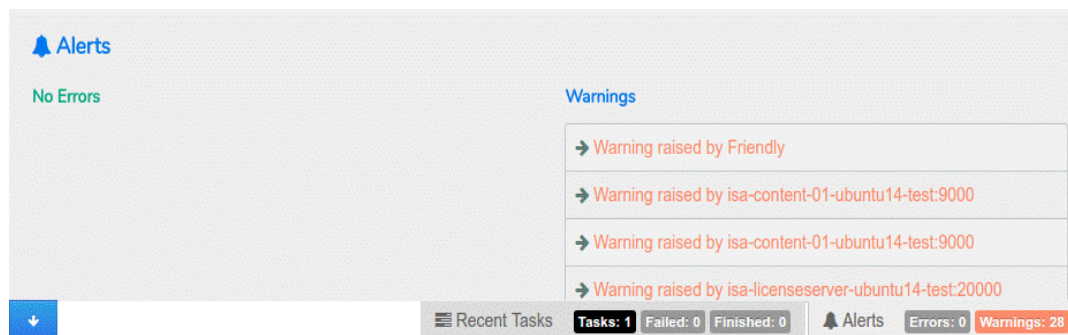 Alerts
No Errors
Warnings
Warning raised by Friendly
Warning raised by isa-content-01-ubuntu14-test:9000
Warning raised by isa-content-01-ubuntu14-test:9000
Warning raised by isa-licenseserver-ubuntu14-test:20000
Recent Tasks Tasks: 1 Failed: 0 Finished: 0 Alerts Errors: 0 Warnings: 28